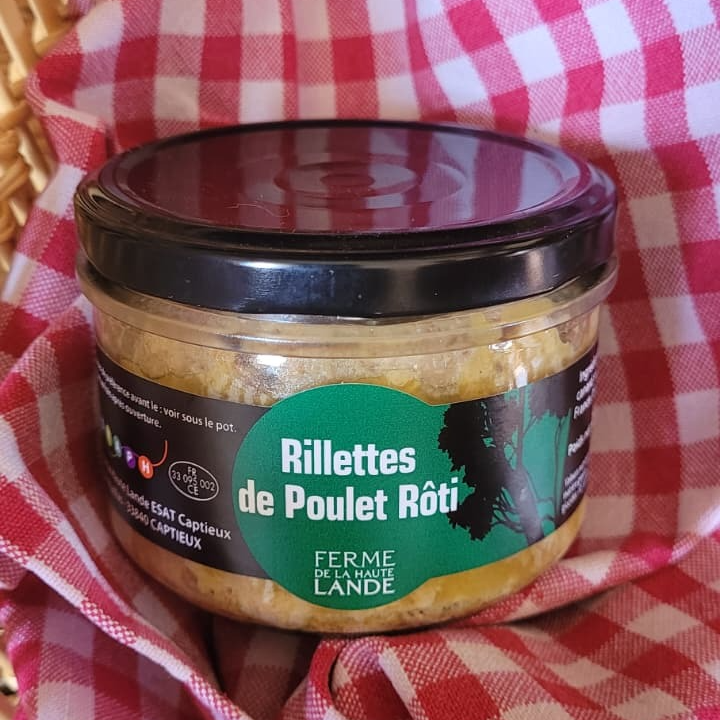 avant le : voir sous le pot.
après ouverture.
P H
FR
33 095 002
CE
Lande ESAT Captieux
33840 CAPTIEUX
Rillettes
de Poulet Rôti
FERME
DE LA HAUTE
LANDE